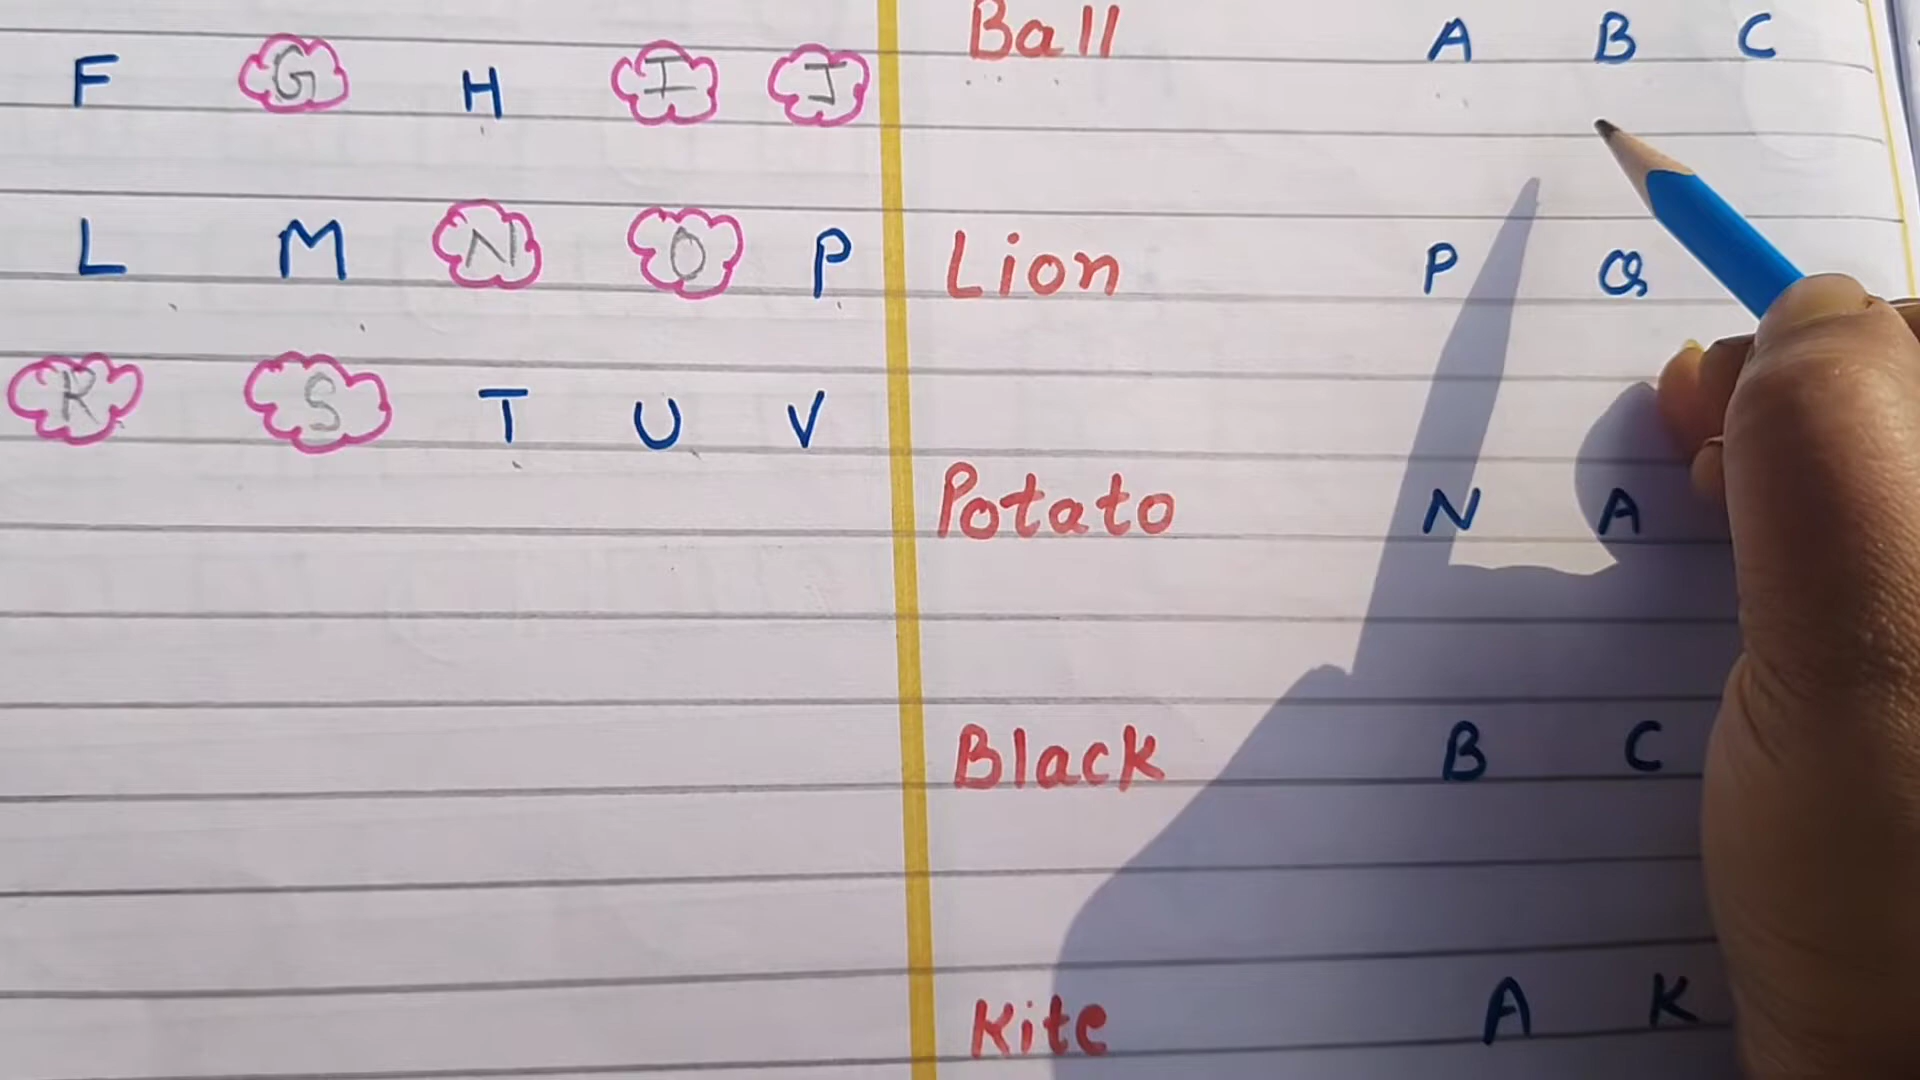 F G H I J
L M N O P
R S T U V
Ball A B C
Lion P Q
Potato N A
Black B C
Kite A K